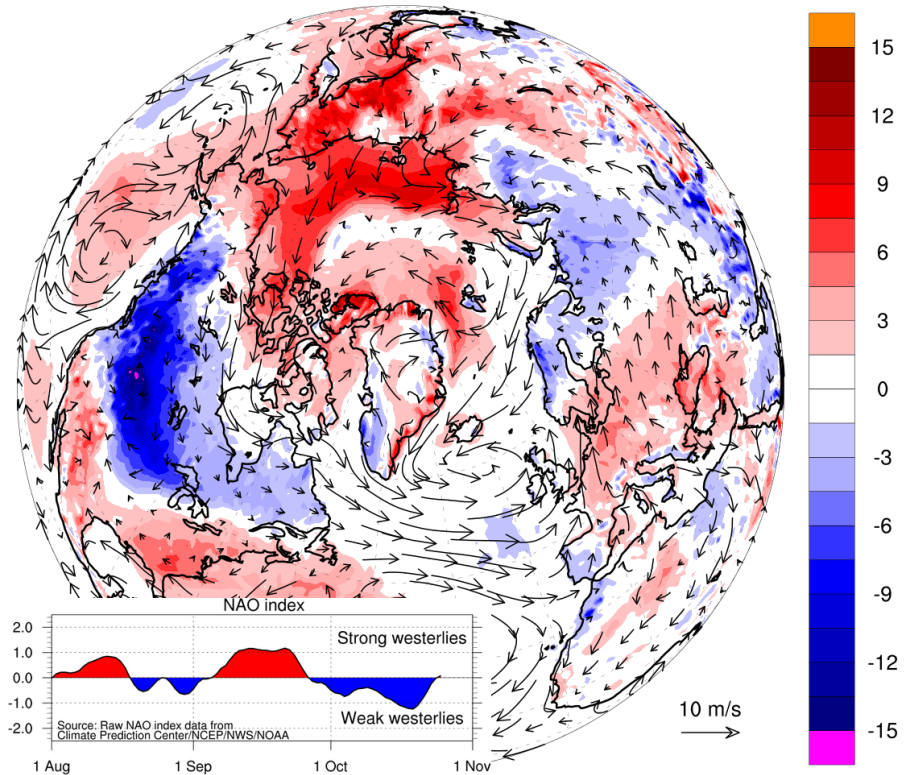 15
12
9
6
3
0
-3
-6
-9
-12
-15
10 m/s
NAO index
2.0
1.0
0.0
-1.0
-2.0
Strong westerlies
Weak westerlies
Source: Raw NAO index data from
Climate Prediction Center/NCEP/NWS/NOAA
1 Aug
1 Sep
1 Oct
1 Nov